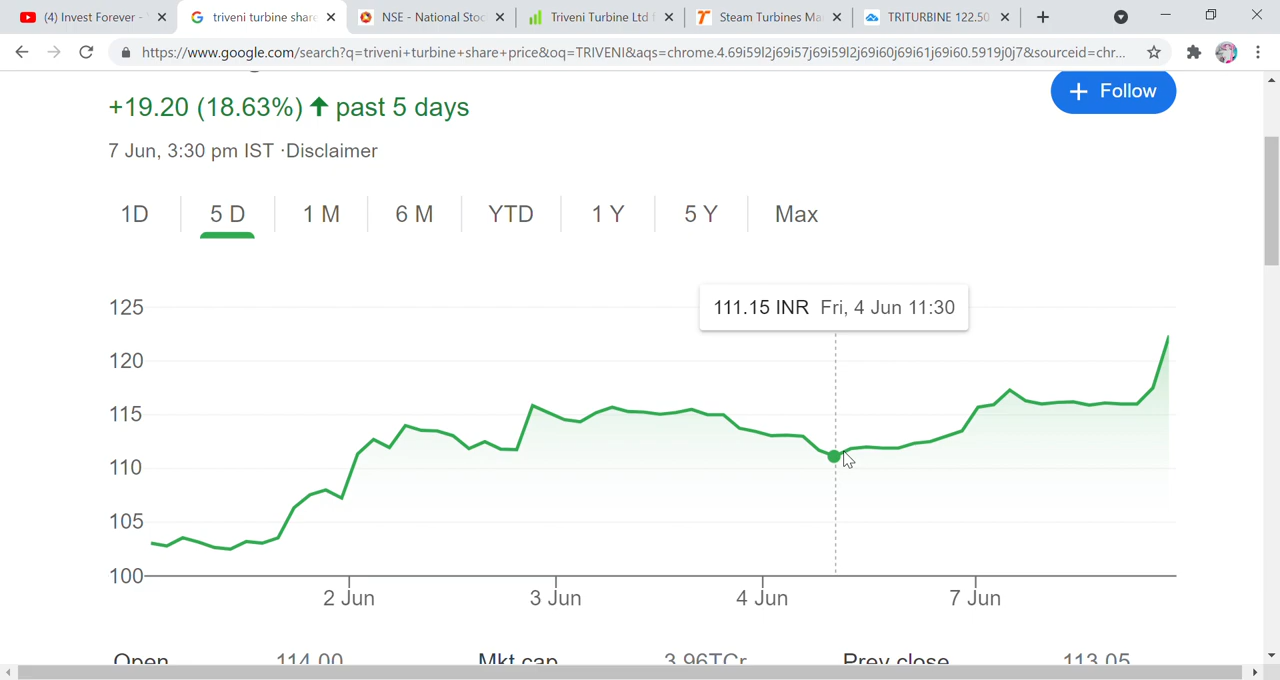 (4) Invest Forever -
triveni turbine share
NSE - National Stoc
Triveni Turbine Ltd f
Steam Turbines Ma
TRITURBINE 122.50
https://www.google.com/search?q=triveni+turbine+share+price&oq=TRIVENI&aqs=chrome.4.69i59l2j69i57j69i59l2j69i60j69i61j69i60.5919j0j7&sourceid=chr...
+19.20 (18.63%) ↑ past 5 days
+ Follow
7 Jun, 3:30 pm IST ·Disclaimer
1D 5 D 1 M 6 M YTD 1 Y 5 Y Max
111.15 INR Fri, 4 Jun 11:30
125
120
115
110
105
100
2 Jun 3 Jun 4 Jun 7 Jun
Open 114.00 Mkt cap 3.96TCr Prev close 113.05